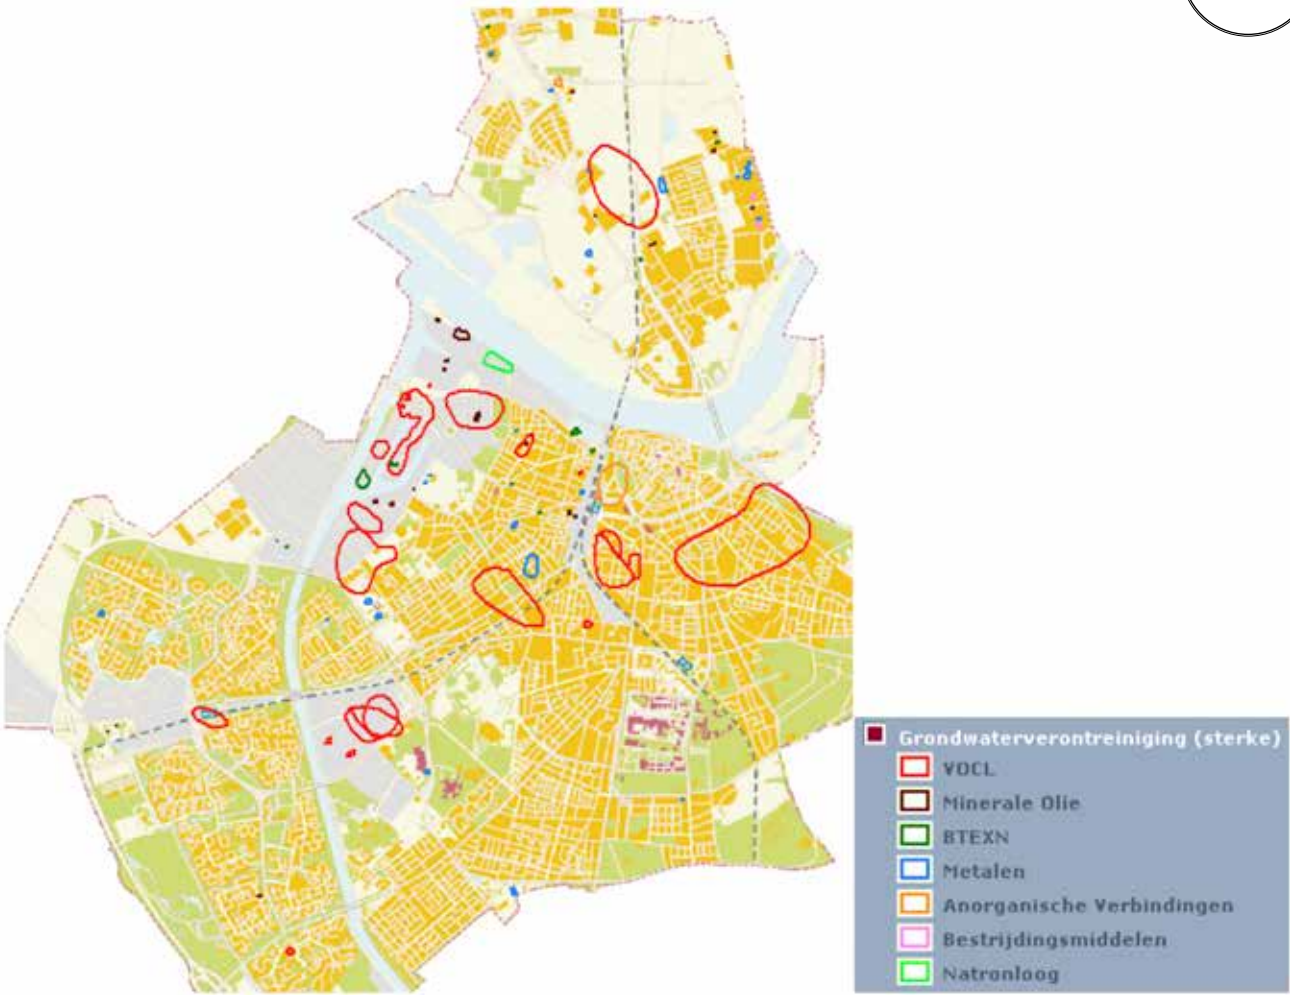 Grondwaterverontreiniging (sterke)
VOCL
Minerale Olie
BTEXN
Metalen
Anorganische Verbindingen
Bestrijdingsmiddelen
Natronloog